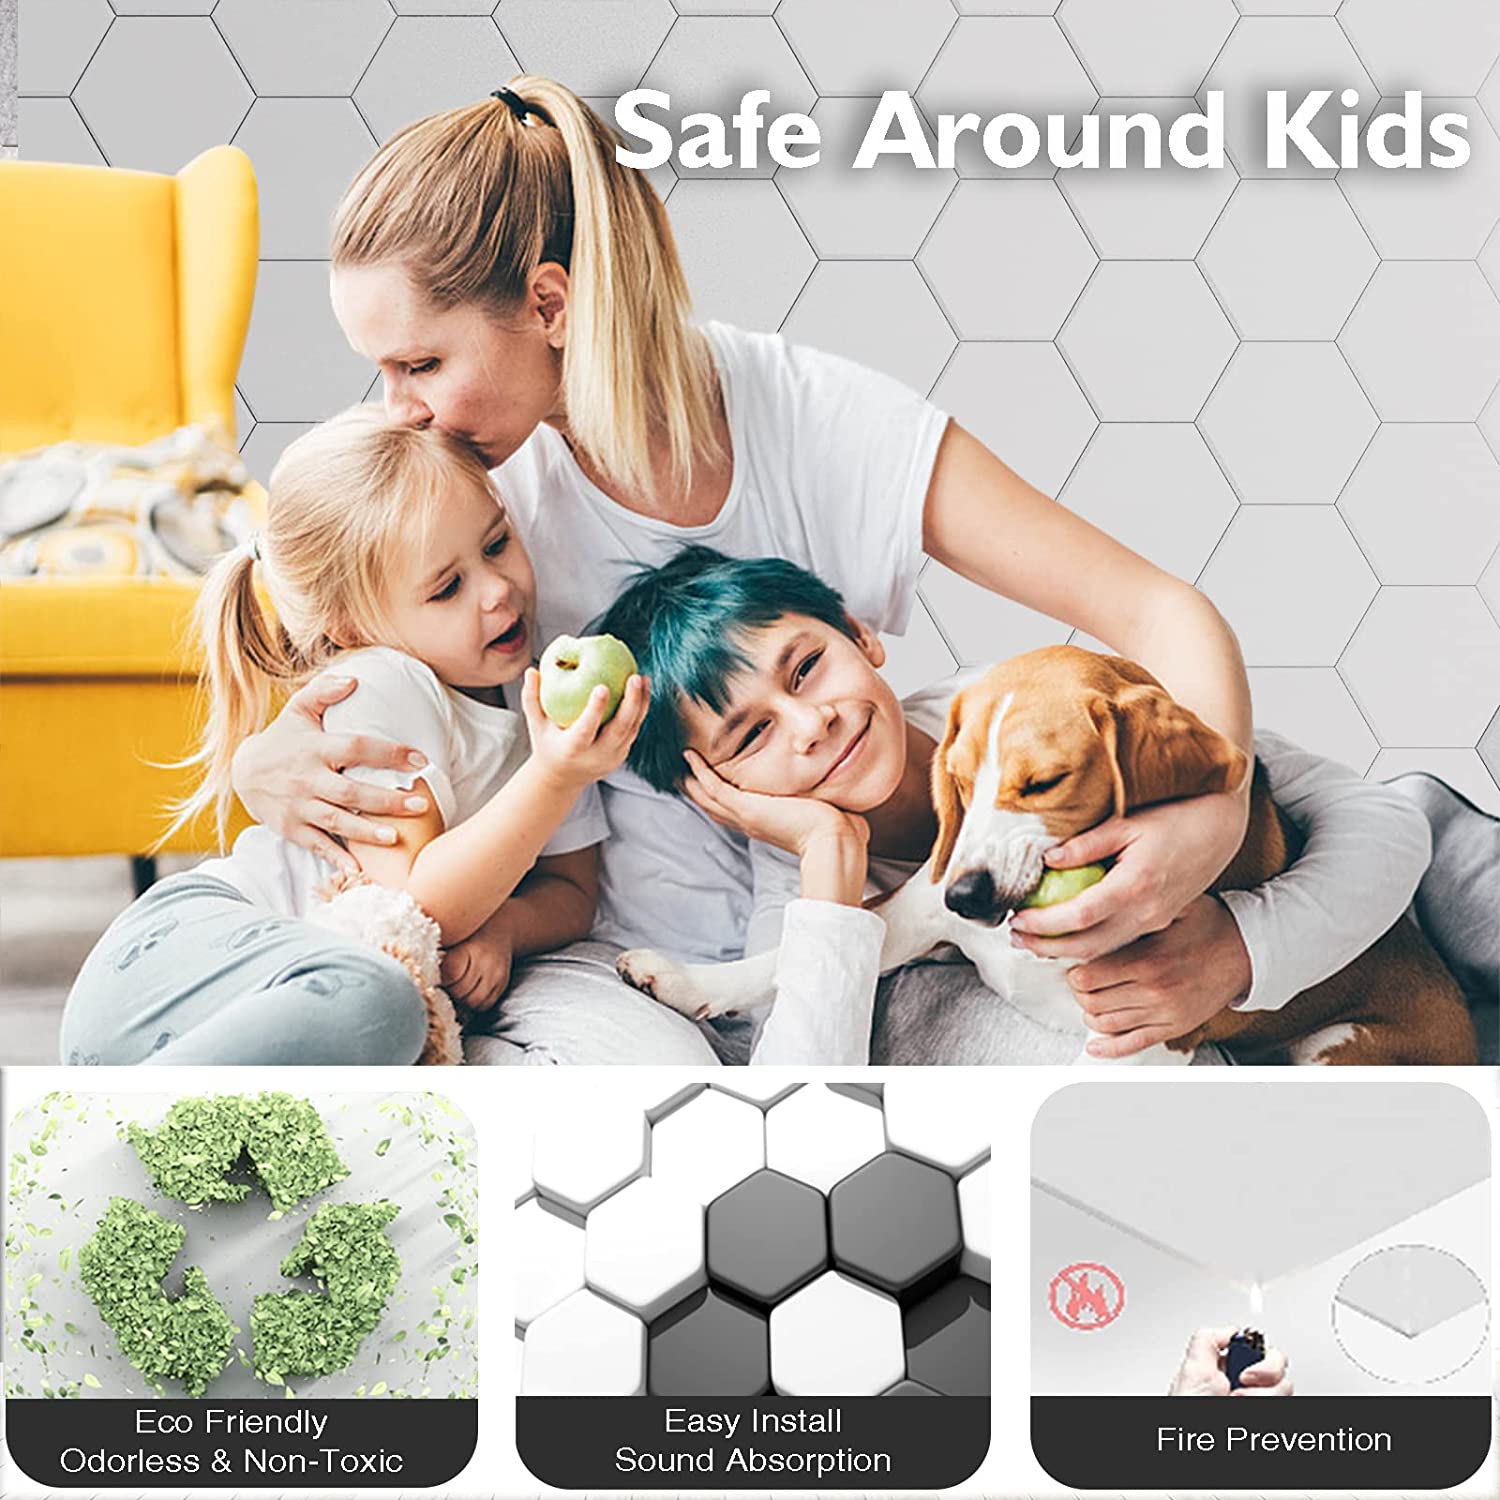 Safe Around Kids
Eco Friendly
Odorless & Non-Toxic
Easy Install
Sound Absorption
Fire Prevention